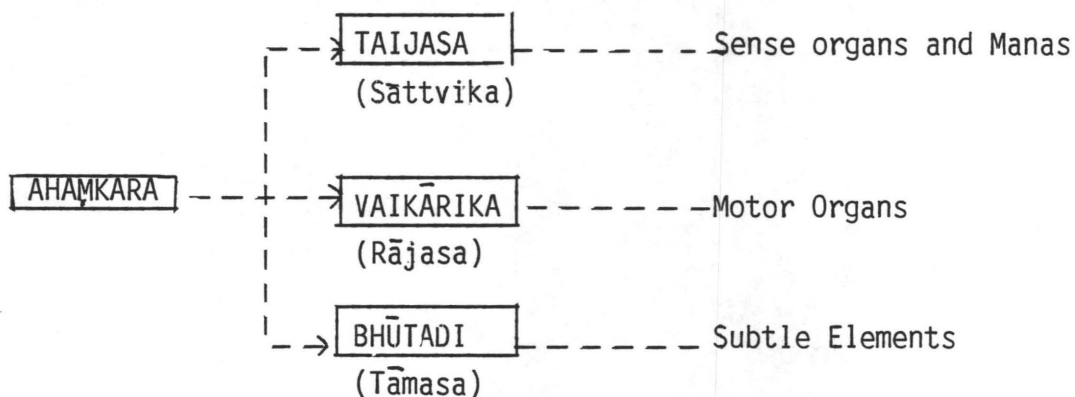 TAIJASA
Sense organs and Manas
(Sāttvika)
AHAṂKARA
VAIKĀRIKA
Motor Organs
(Rājasa)
BHŪTADI
Subtle Elements
(Tāmasa)